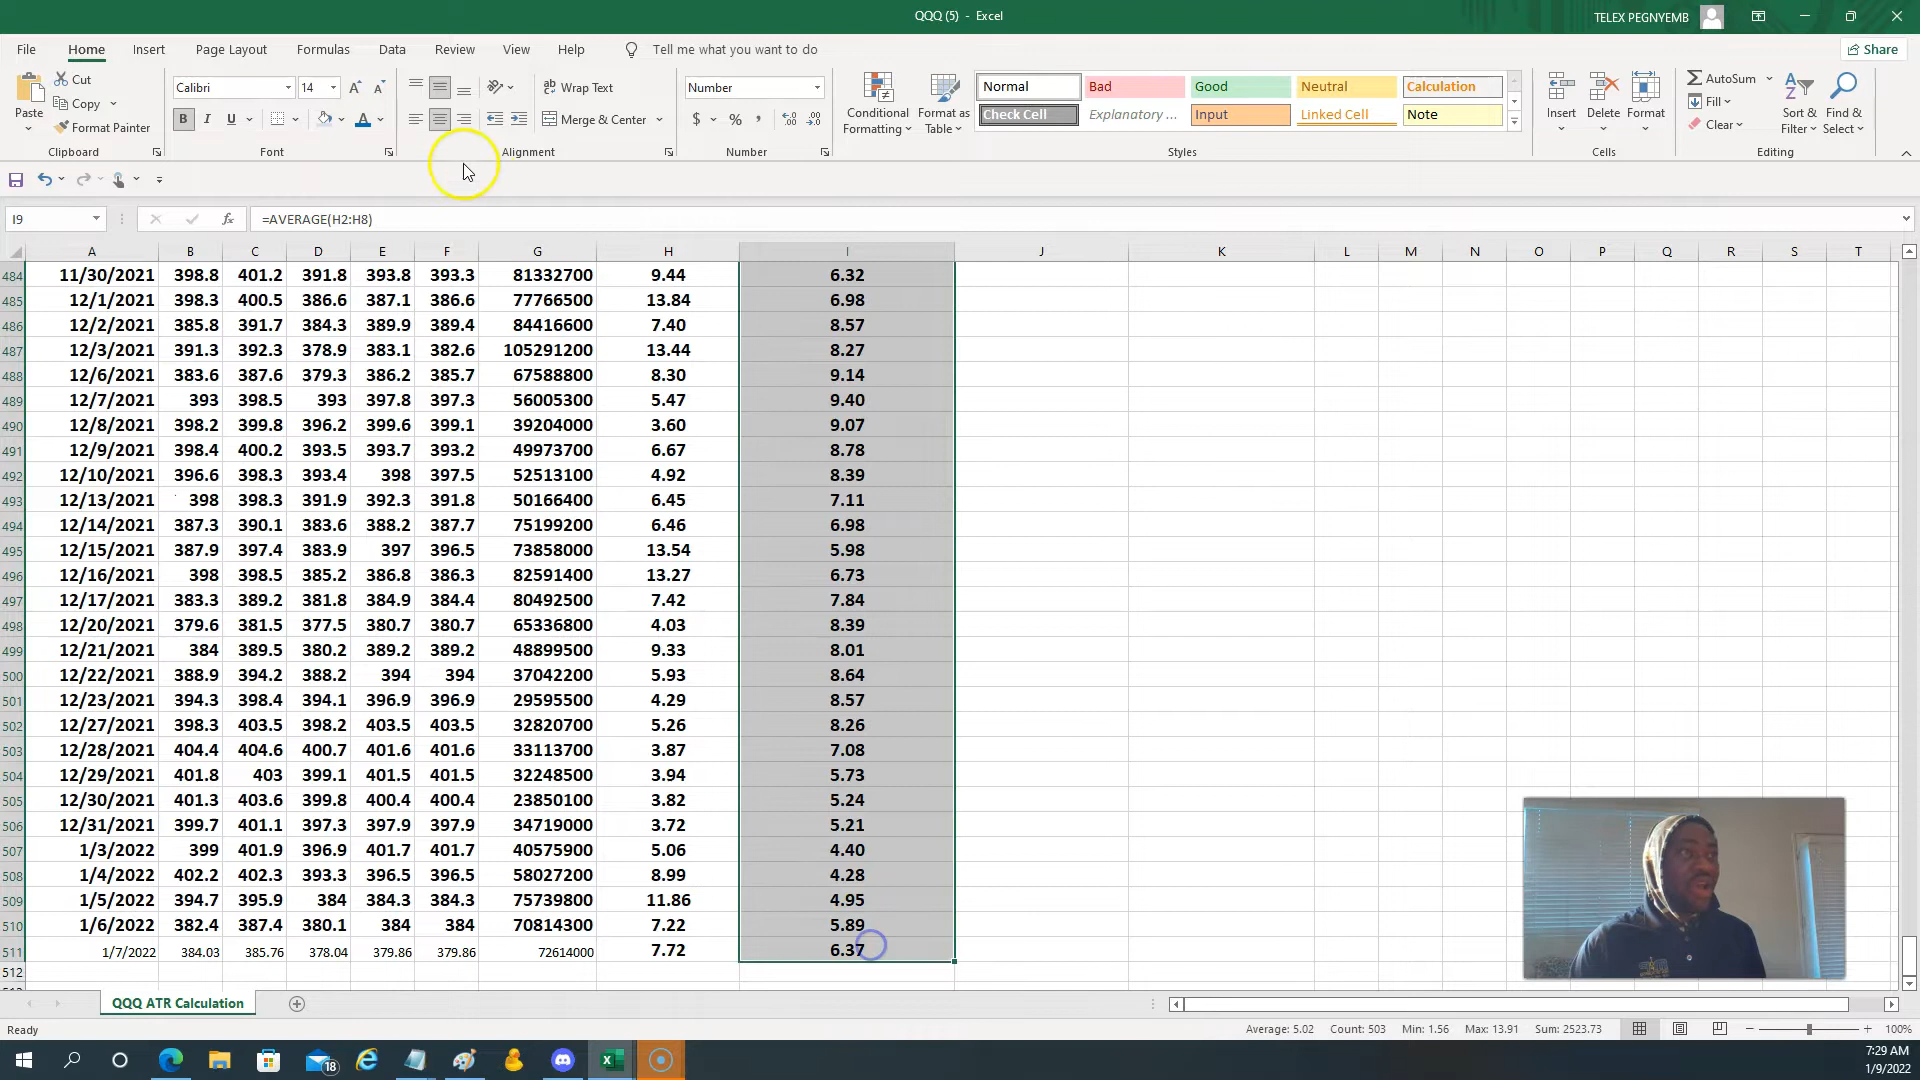 QQQ (5) - Excel
TELEX PEGNYEMB
File Home Insert Page Layout Formulas Data Review View Help Tell me what you want to do Share
Cut
Copy
Format Painter
Paste
Clipboard
Calibri 14
B I U
Font
Wrap Text
Merge & Center
Alignment
Number
$ % ,
Number
Conditional Formatting
Format as Table
Normal Bad Good Neutral Calculation
Check Cell Explanatory ... Input Linked Cell Note
Styles
Insert Delete Format
Cells
AutoSum
Fill
Clear
Sort & Filter
Find & Select
Editing
I9 fx =AVERAGE(H2:H8)
A B C D E F G H I J K L M N O P Q R S T
484 11/30/2021 398.8 401.2 391.8 393.8 393.3 81332700 9.44 6.32
485 12/1/2021 398.3 400.5 386.6 387.1 386.6 77766500 13.84 6.98
486 12/2/2021 385.8 391.7 384.3 389.9 389.4 84416600 7.40 8.57
487 12/3/2021 391.3 392.3 378.9 383.1 382.6 105291200 13.44 8.27
488 12/6/2021 383.6 387.6 379.3 386.2 385.7 67588800 8.30 9.14
489 12/7/2021 393 398.5 393 397.8 397.3 56005300 5.47 9.40
490 12/8/2021 398.2 399.8 396.2 399.6 399.1 39204000 3.60 9.07
491 12/9/2021 398.4 400.2 393.5 393.7 393.2 49973700 6.67 8.78
492 12/10/2021 396.6 398.3 393.4 398 397.5 52513100 4.92 8.39
493 12/13/2021 398 398.3 391.9 392.3 391.8 50166400 6.45 7.11
494 12/14/2021 387.3 390.1 383.6 388.2 387.7 75199200 6.46 6.98
495 12/15/2021 387.9 397.4 383.9 397 396.5 73858000 13.54 5.98
496 12/16/2021 398 398.5 385.2 386.8 386.3 82591400 13.27 6.73
497 12/17/2021 383.3 389.2 381.8 384.9 384.4 80492500 7.42 7.84
498 12/20/2021 379.6 381.5 377.5 380.7 380.7 65336800 4.03 8.39
499 12/21/2021 384 389.5 380.2 389.2 389.2 48899500 9.33 8.01
500 12/22/2021 388.9 394.2 388.2 394 394 37042200 5.93 8.64
501 12/23/2021 394.3 398.4 394.1 396.9 396.9 29595500 4.29 8.57
502 12/27/2021 398.3 403.5 398.2 403.5 403.5 32820700 5.26 8.26
503 12/28/2021 404.4 404.6 400.7 401.6 401.6 33113700 3.87 7.08
504 12/29/2021 401.8 403 399.1 401.5 401.5 32248500 3.94 5.73
505 12/30/2021 401.3 403.6 399.8 400.4 400.4 23850100 3.82 5.24
506 12/31/2021 399.7 401.1 397.3 397.9 397.9 34719000 3.72 5.21
507 1/3/2022 399 401.9 396.9 401.7 401.7 40575900 5.06 4.40
508 1/4/2022 402.2 402.3 393.3 396.5 396.5 58027200 8.99 4.28
509 1/5/2022 394.7 395.9 384 384.3 384.3 75739800 11.86 4.95
510 1/6/2022 382.4 387.4 380.1 384 384 70814300 7.22 5.89
511 1/7/2022 384.03 385.76 378.04 379.86 379.86 72614000 7.72 6.37
512
QQQ ATR Calculation
Ready Average: 5.02 Count: 503 Min: 1.56 Max: 13.91 Sum: 2523.73 100%
18
7:29 AM
1/9/2022